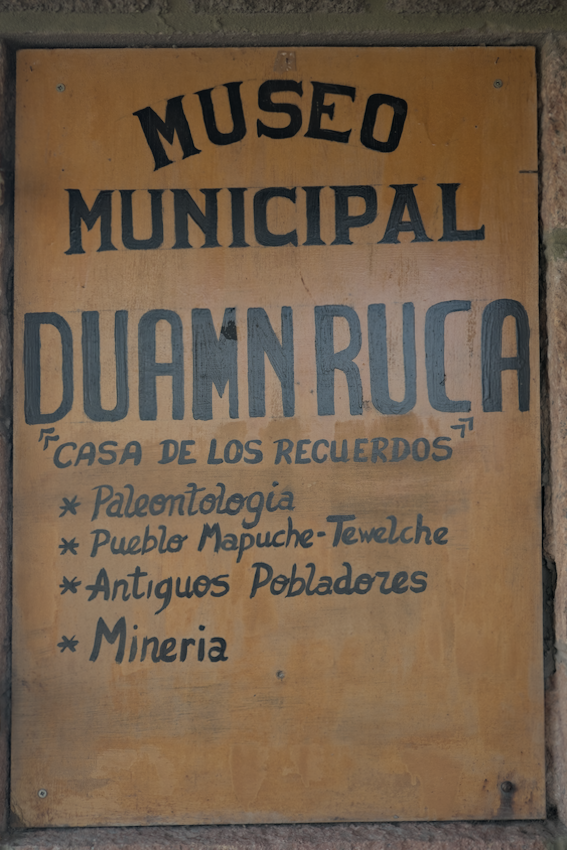 MUSEO
MUNICIPAL
DUAMN RUCA
"CASA DE LOS RECUERDOS"
* Paleontologia
* Pueblo Mapuche-Tewelche
* Antiguos Pobladores
* Mineria